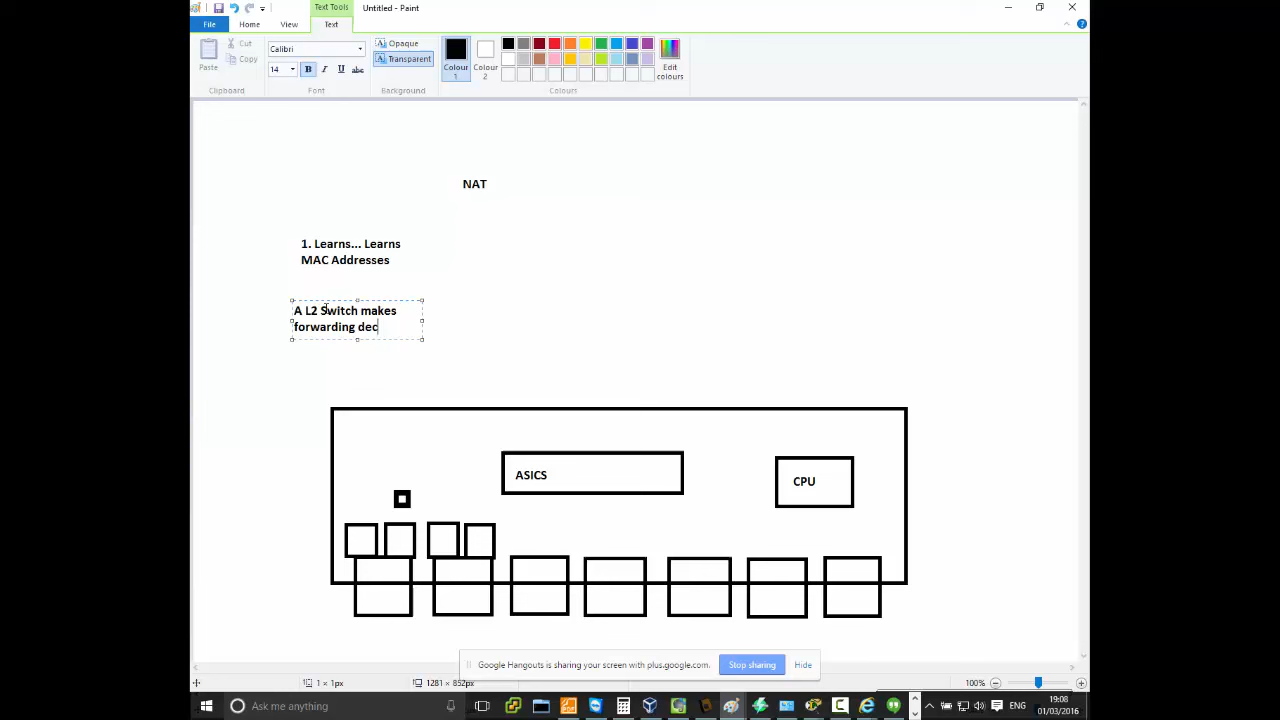 Text Tools
Untitled - Paint
File
Home
View
Text
Paste
Cut
Copy
Calibri
14
B
I
U
abc
Opaque
Transparent
Colour 1
Colour 2
Edit colours
Clipboard
Font
Background
Colours
NAT
1. Learns... Learns
MAC Addresses
A L2 Switch makes
forwarding dec
ASICS
CPU
Google Hangouts is sharing your screen with plus.google.com.
Stop sharing
Hide
1 × 1px
1281 × 852px
100%
Ask me anything
ENG
19:08
01/03/2016